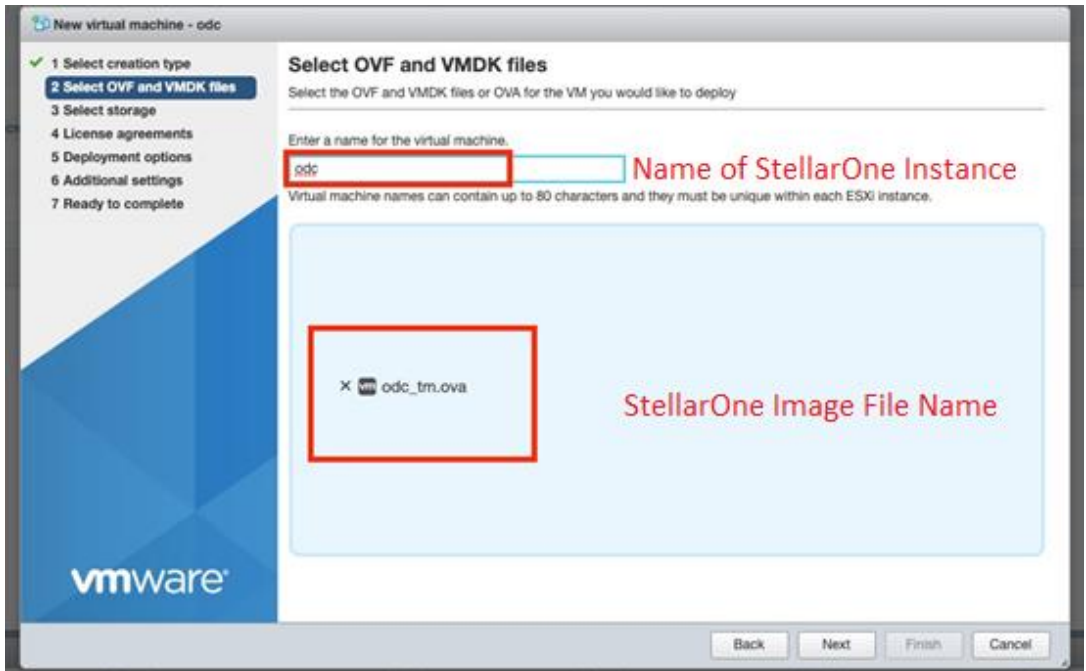 New virtual machine - odc
1 Select creation type
2 Select OVF and VMDK files
3 Select storage
4 License agreements
5 Deployment options
6 Additional settings
7 Ready to complete
Select OVF and VMDK files
Select the OVF and VMDK files or OVA for the VM you would like to deploy
Enter a name for the virtual machine.
odc
Name of StellarOne Instance
Virtual machine names can contain up to 80 characters and they must be unique within each ESXi instance.
× vm odc_tm.ova
StellarOne Image File Name
vmware
Back
Next
Finish
Cancel